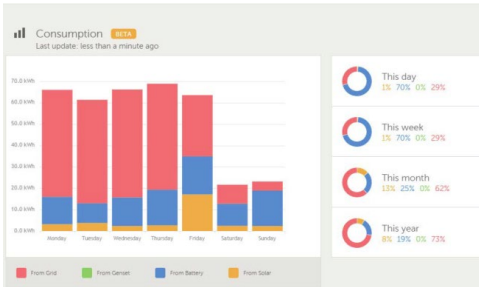 Consumption BETA
Last update: less than a minute ago
70.0 kWh
60.0 kWh
50.0 kWh
40.0 kWh
30.0 kWh
20.0 kWh
10.0 kWh
0.0 kWh
Monday Tuesday Wednesday Thursday Friday Saturday Sunday
From Grid From Genset From Battery From Solar
This day
1% 70% 0% 29%
This week
1% 70% 0% 29%
This month
13% 25% 0% 62%
This year
8% 19% 0% 73%